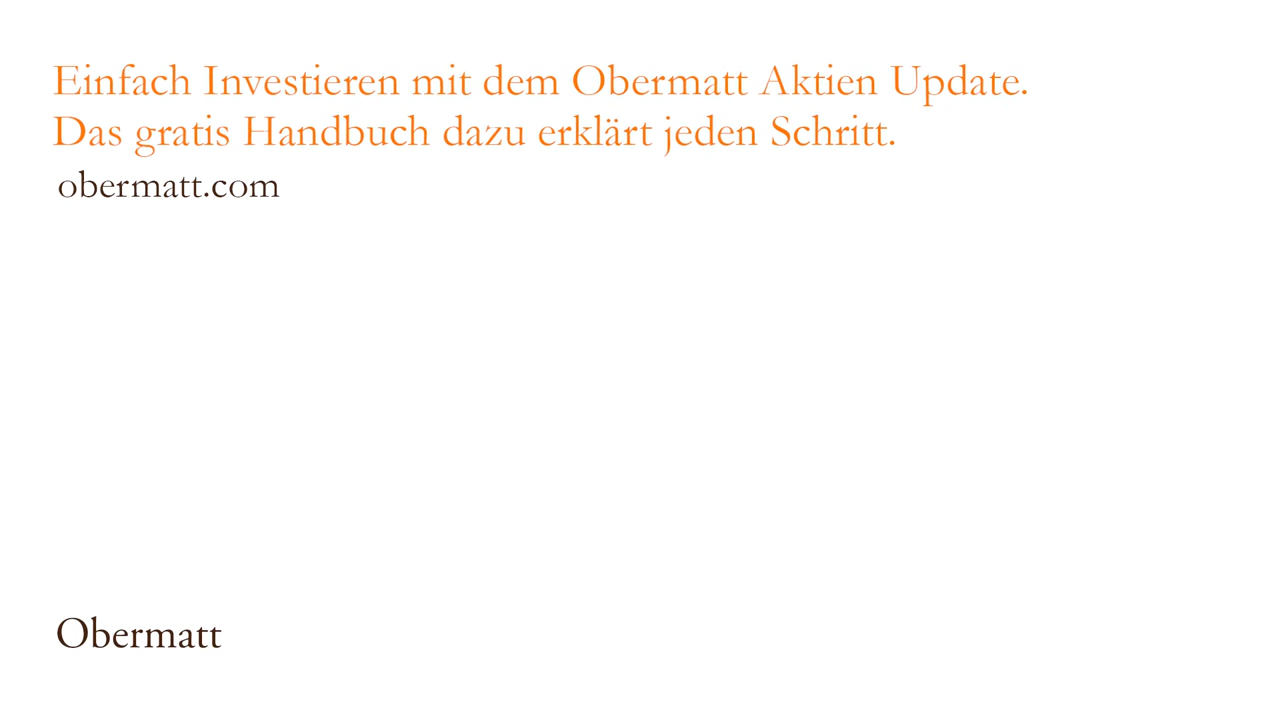 Einfach Investieren mit dem Obermatt Aktien Update.
Das gratis Handbuch dazu erklärt jeden Schritt.
obermatt.com
Obermatt